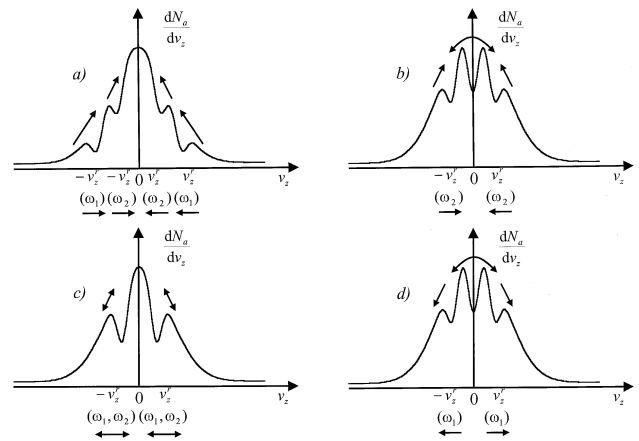 dN_a
dv_z
a)
− v_z^r − v_z^r 0 v_z^r v_z^r v_z
(ω₁) (ω₂) (ω₂) (ω₁)
dN_a
dv_z
b)
− v_z^r 0 v_z^r v_z
(ω₂) (ω₂)
dN_a
dv_z
c)
− v_z^r 0 v_z^r v_z
(ω₁, ω₂) (ω₁, ω₂)
dN_a
dv_z
d)
− v_z^r 0 v_z^r v_z
(ω₁) (ω₁)